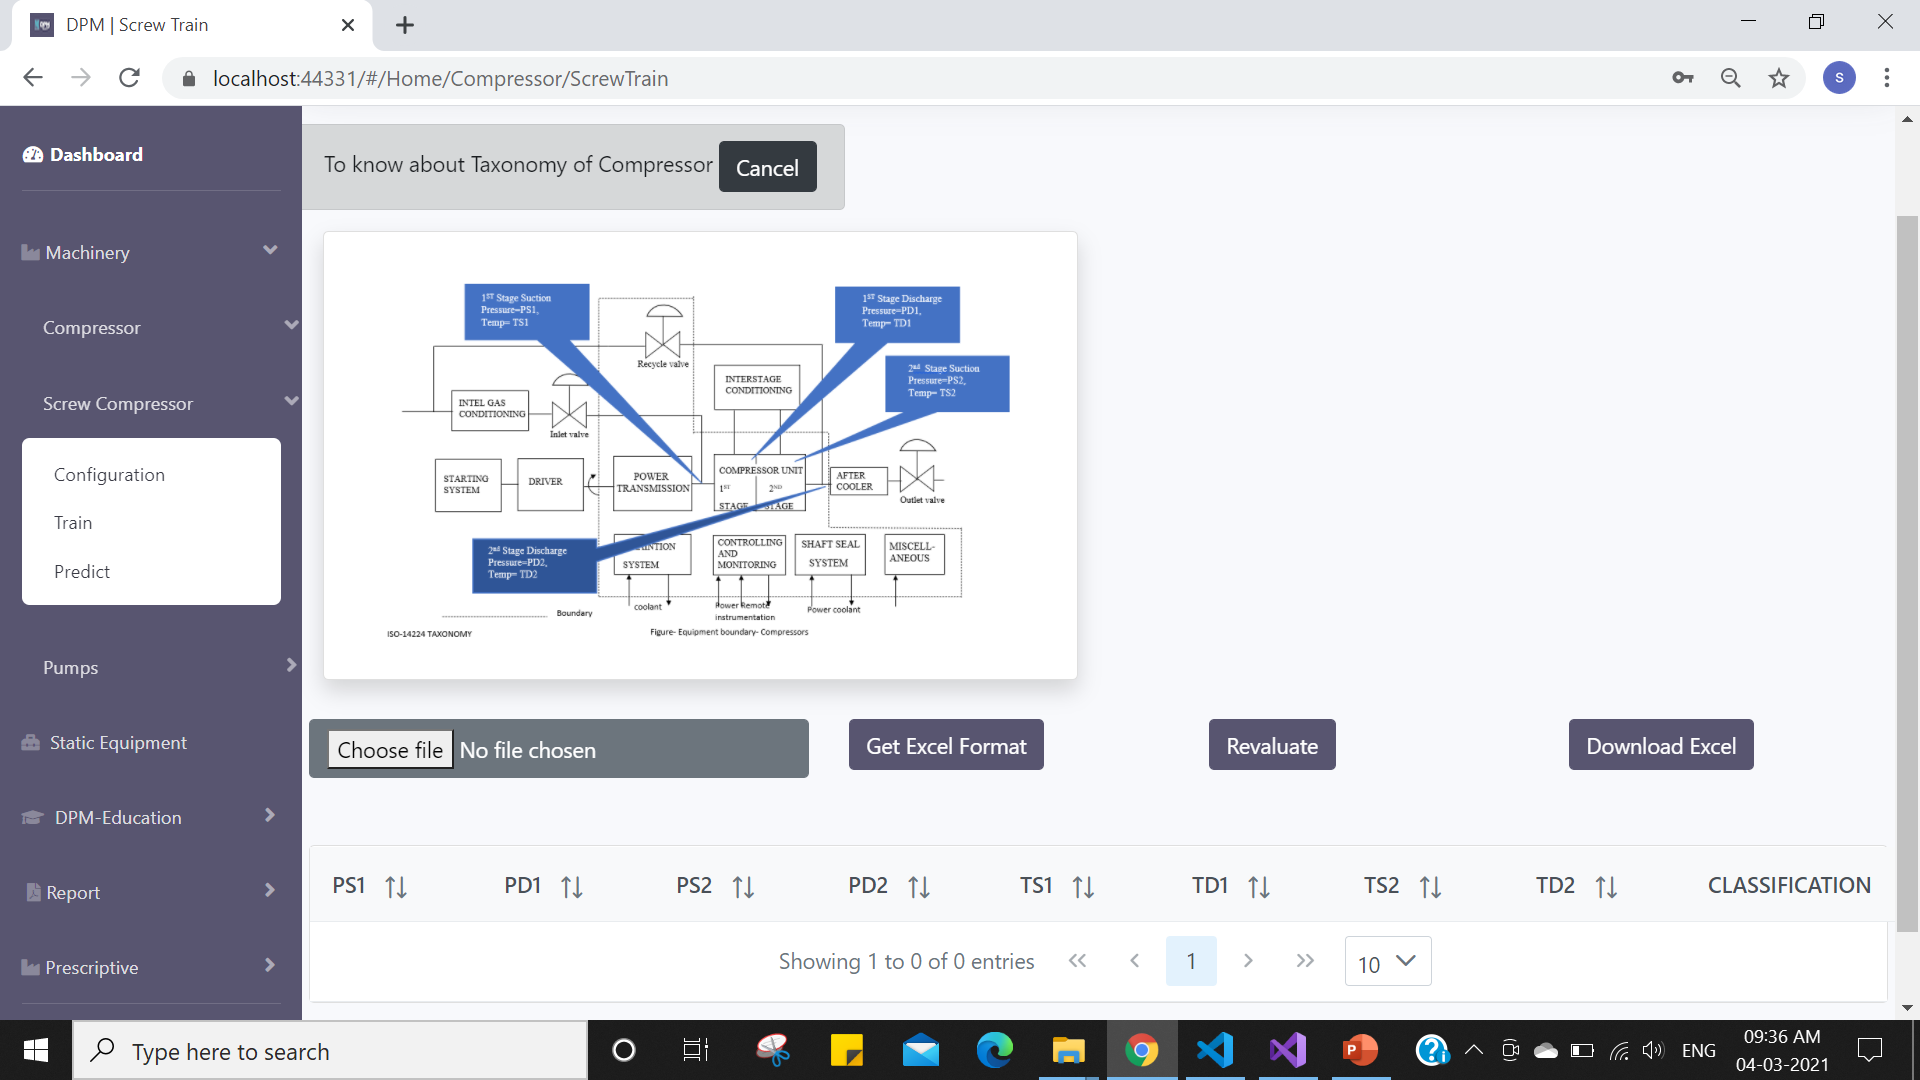 DPM | Screw Train
localhost:44331/#/Home/Compressor/ScrewTrain
S
Dashboard
Machinery
Compressor
Screw Compressor
Configuration
Train
Predict
Pumps
Static Equipment
DPM-Education
Report
Prescriptive
To know about Taxonomy of Compressor
Cancel
1ST Stage Suction
Pressure=PS1,
Temp= TS1
1ST Stage Discharge
Pressure=PD1,
Temp= TD1
2nd Stage Suction
Pressure=PS2,
Temp= TS2
Recycle valve
INTERSTAGE
CONDITIONING
INTEL GAS
CONDITIONING
Inlet valve
STARTING
SYSTEM
DRIVER
POWER
TRANSMISSION
COMPRESSOR UNIT
1ST
2ND
STAGE
STAGE
AFTER
COOLER
Outlet valve
2nd Stage Discharge
Pressure=PD2,
Temp= TD2
SYSTEM
CONTROLLING
AND
MONITORING
SHAFT SEAL
SYSTEM
MISCELL-
ANEOUS
Boundary
coolant
Power Remote
instrumentation
Power coolant
ISO-14224 TAXONOMY
Figure- Equipment boundary- Compressors
Choose file No file chosen
Get Excel Format
Revaluate
Download Excel
PS1 PD1 PS2 PD2 TS1 TD1 TS2 TD2 CLASSIFICATION
Showing 1 to 0 of 0 entries
1
10
Type here to search
ENG
09:36 AM
04-03-2021